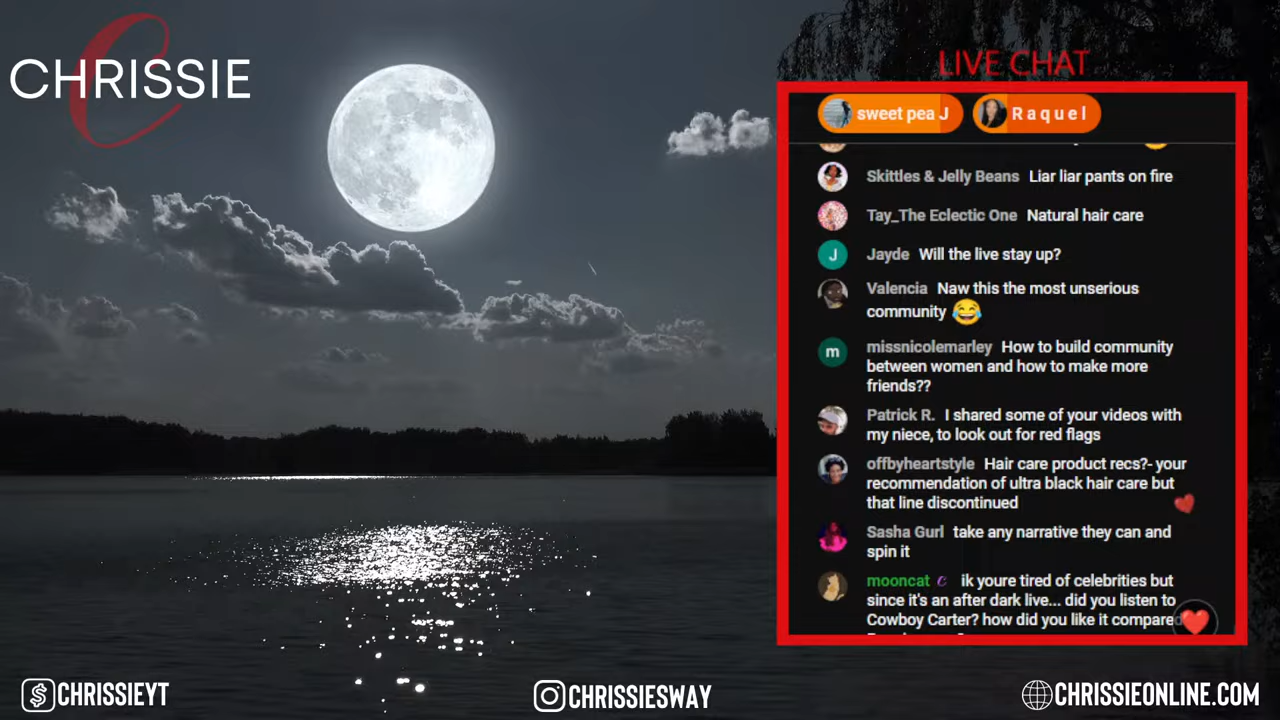 CHRISSIE
LIVE CHAT
sweet pea J
Raquel
Skittles & Jelly Beans Liar liar pants on fire
Tay_The Eclectic One Natural hair care
J
Jayde Will the live stay up?
Valencia Naw this the most unserious
community 😂
m
missnicolemarley How to build community
between women and how to make more
friends??
Patrick R. I shared some of your videos with
my niece, to look out for red flags
offbyheartstyle Hair care product recs?- your
recommendation of ultra black hair care but
that line discontinued
Sasha Gurl take any narrative they can and
spin it
mooncat C ik youre tired of celebrities but
since it's an after dark live... did you listen to
Cowboy Carter? how did you like it compare
$ CHRISSIEYT
CHRISSIESWAY
CHRISSIEONLINE.COM